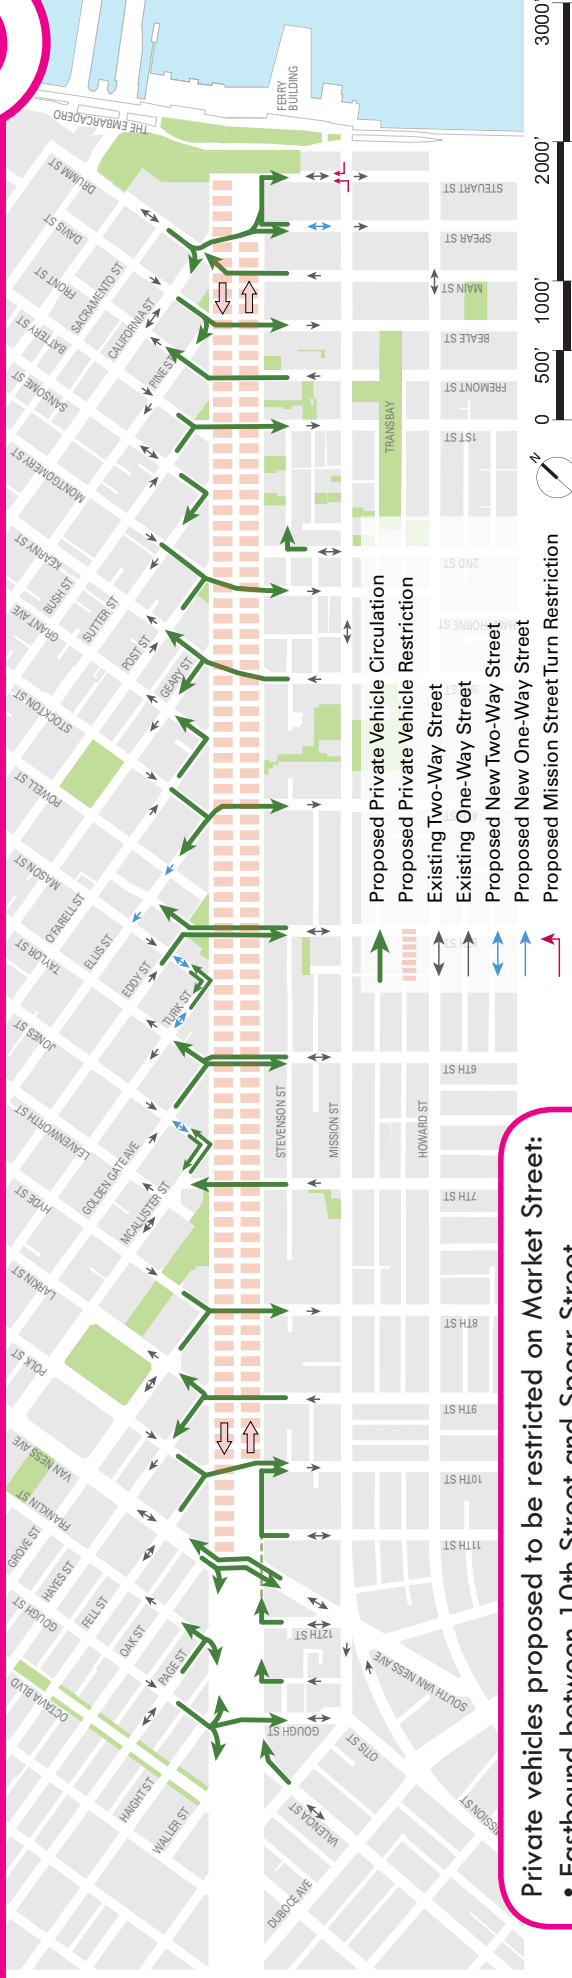 THE EMBARCADERO
FERRY
BUILDING
DRUMM ST
DAVIS ST
FRONT ST
SACRAMENTO ST
CALIFORNIA ST
BATTERY ST
PINE ST
SANSOME ST
MONTGOMERY ST
KEARNY ST
BUSH ST
GRANT AVE
SUTTER ST
POST ST
GEARY ST
STOCKTON ST
POWELL ST
MASON ST
O'FARELL ST
ELLIS ST
TAYLOR ST
EDDY ST
TURK ST
JONES ST
LEAVENWORTH ST
GOLDEN GATE AVE
MCALLISTER ST
HYDE ST
LARKIN ST
POLK ST
VAN NESS AVE
FRANKLIN ST
GROVE ST
HAYES ST
GOUGH ST
FELL ST
OAK ST
PAGE ST
OCTAVIA BLVD
HAIGHT ST
WALLER ST
STEUART ST
SPEAR ST
MAIN ST
BEALE ST
FREMONT ST
1ST ST
TRANSBAY
2ND ST
STEVENSON ST
MISSION ST
HOWARD ST
6TH ST
7TH ST
8TH ST
9TH ST
10TH ST
11TH ST
12TH ST
SOUTH VAN NESS AVE
GOUGH ST
OTIS ST
VALENCIA ST
DUBOCE AVE
Proposed Private Vehicle Circulation
Proposed Private Vehicle Restriction
Existing Two-Way Street
Existing One-Way Street
Proposed New Two-Way Street
Proposed New One-Way Street
Proposed Mission Street Turn Restriction
N
0 500' 1000' 2000' 3000'
Private vehicles proposed to be restricted on Market Street:
• Eastbound between 10th Street and Spear Street